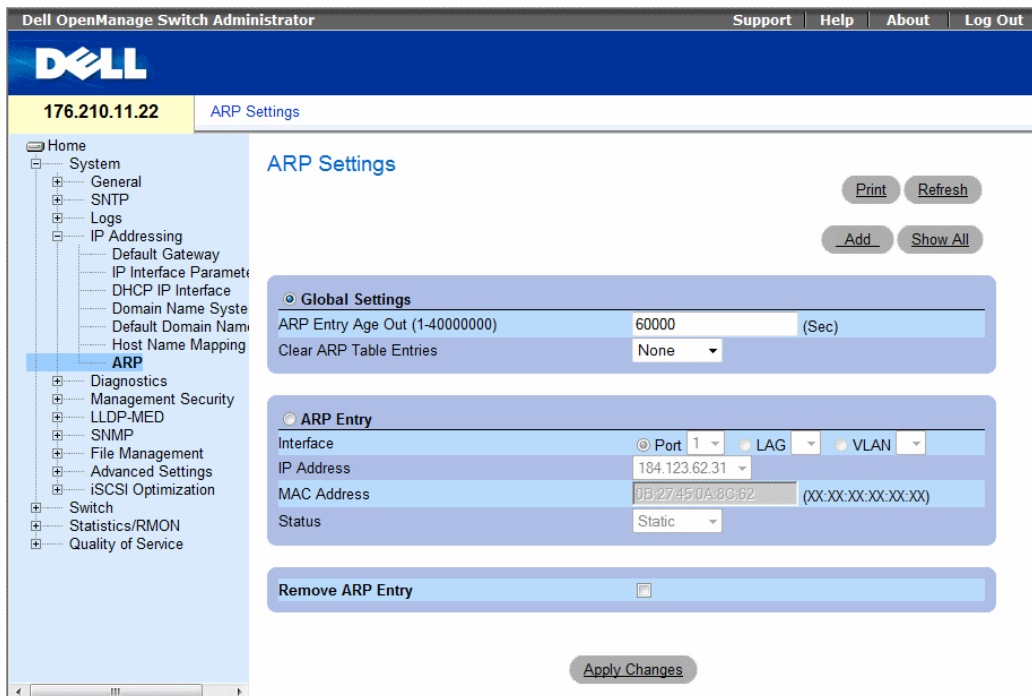 Dell OpenManage Switch Administrator Support Help About Log Out
DELL
176.210.11.22 ARP Settings
Home
System
General
SNTP
Logs
IP Addressing
Default Gateway
IP Interface Paramete
DHCP IP Interface
Domain Name Syste
Default Domain Nam
Host Name Mapping
ARP
Diagnostics
Management Security
LLDP-MED
SNMP
File Management
Advanced Settings
iSCSI Optimization
Switch
Statistics/RMON
Quality of Service
ARP Settings
Print Refresh
Add Show All
Global Settings
ARP Entry Age Out (1-40000000) 60000 (Sec)
Clear ARP Table Entries None
ARP Entry
Interface Port 1 LAG VLAN
IP Address 184.123.62.31
MAC Address 0B:27:45:0A:8C:62 (XX:XX:XX:XX:XX:XX)
Status Static
Remove ARP Entry
Apply Changes